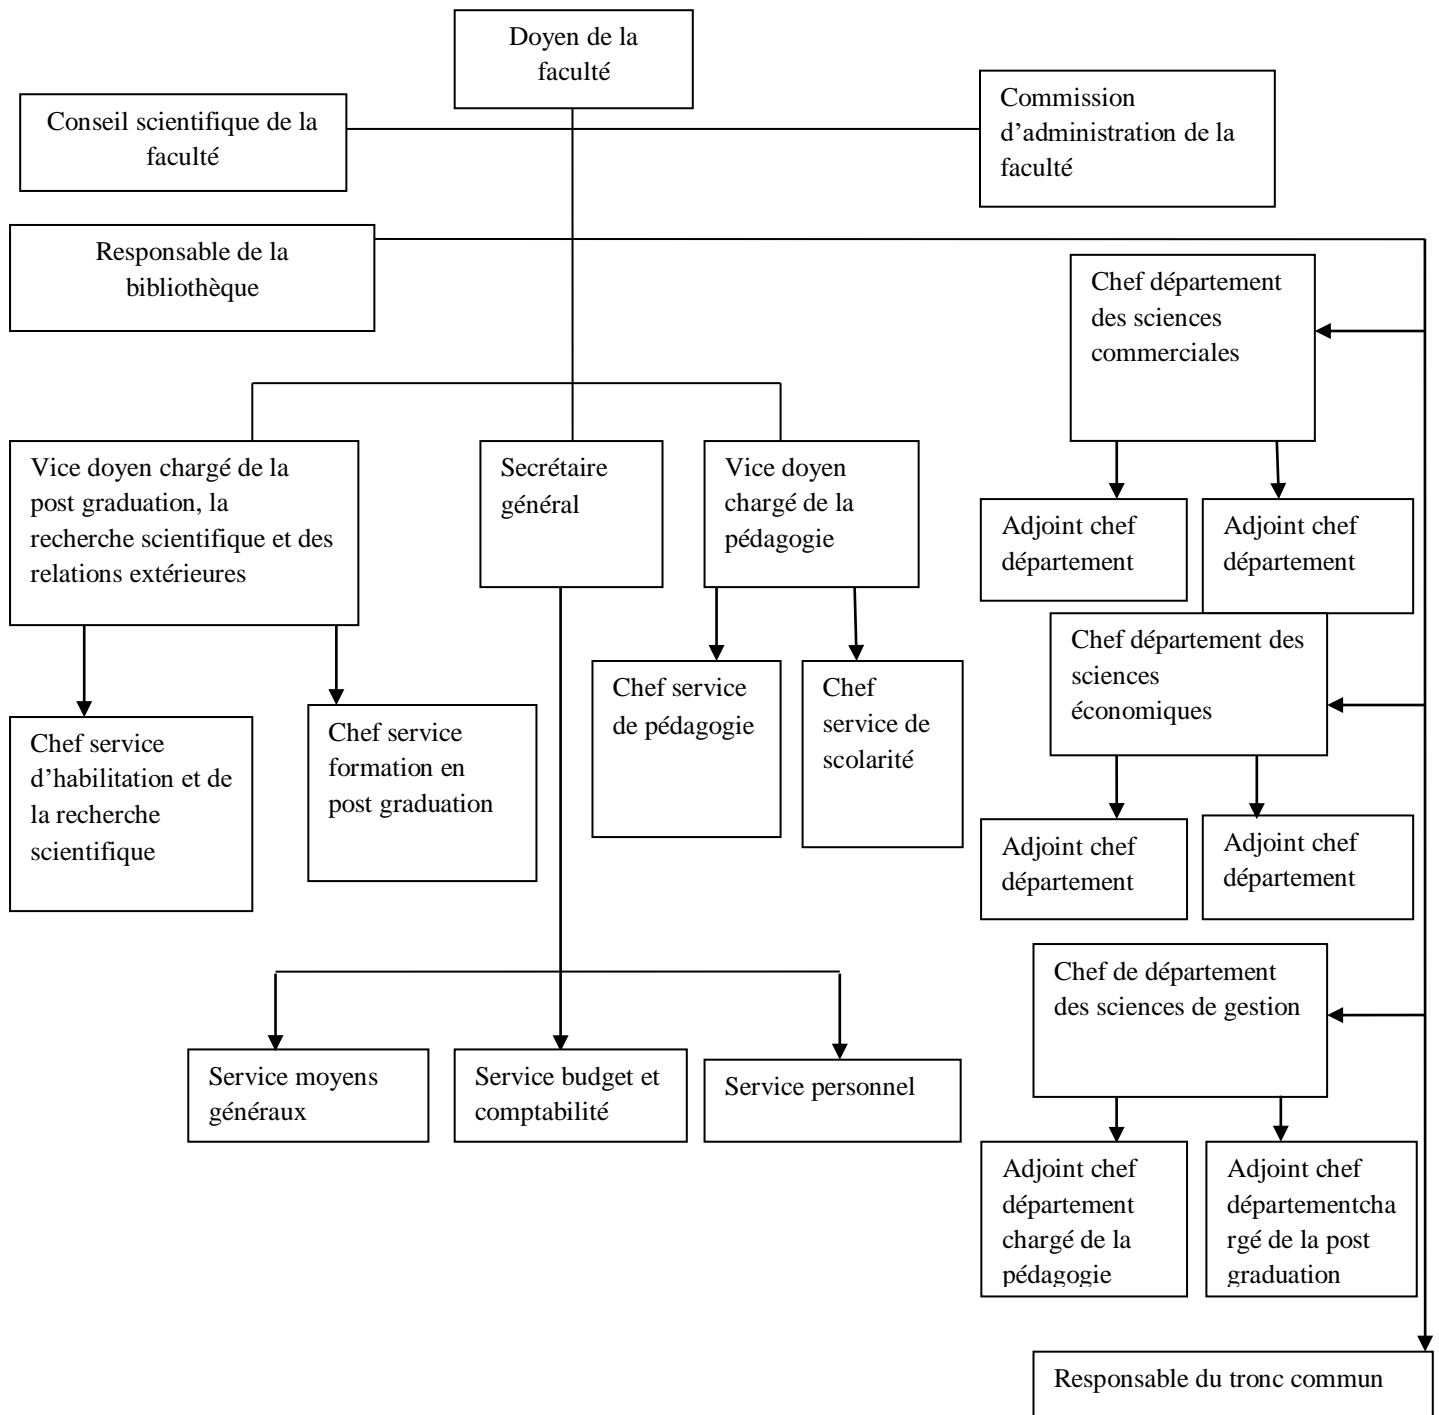 Doyen de la
faculté
Conseil scientifique de la
faculté
Commission
d’administration de la
faculté
Responsable de la
bibliothèque
Chef département
des sciences
commerciales
Vice doyen chargé de la
post graduation, la
recherche scientifique et des
relations extérieures
Secrétaire
général
Vice doyen
chargé de la
pédagogie
Adjoint chef
département
Adjoint chef
département
Chef département des
sciences
économiques
Chef service
de pédagogie
Chef
service de
scolarité
Chef service
d’habilitation et de
la recherche
scientifique
Chef service
formation en
post graduation
Adjoint chef
département
Adjoint chef
département
Chef de département
des sciences de gestion
Service moyens
généraux
Service budget et
comptabilité
Service personnel
Adjoint chef
département
chargé de la
pédagogie
Adjoint chef
départementcha
rgé de la post
graduation
Responsable du tronc commun